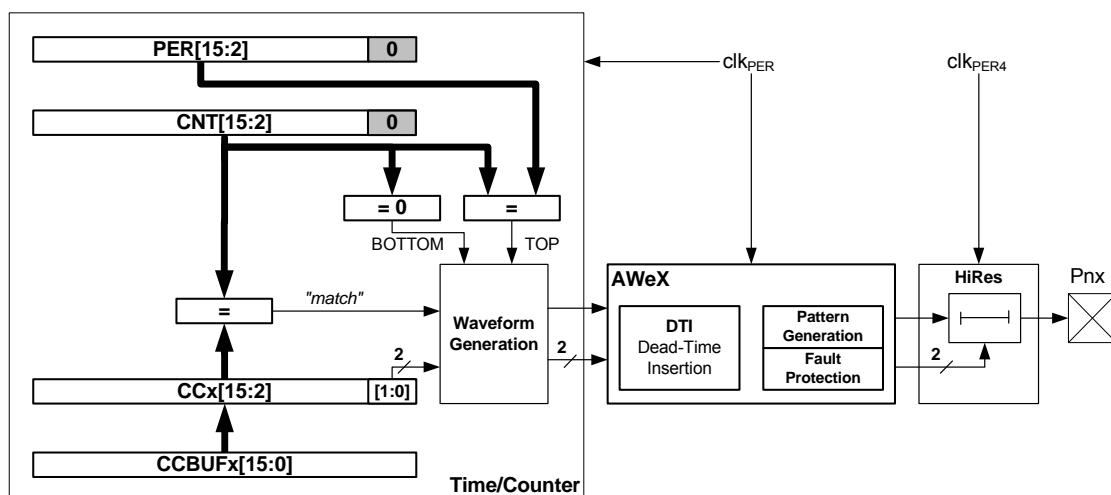 PER[15:2] 0
clkPER
clkPER4
CNT[15:2] 0
= 0
=
BOTTOM
TOP
AWeX
HiRes
Pnx
=
"match"
Waveform
Generation
DTI
Dead-Time
Insertion
Pattern
Generation
Fault
Protection
2
2
2
CCx[15:2] [1:0]
CCBUFx[15:0]
Time/Counter